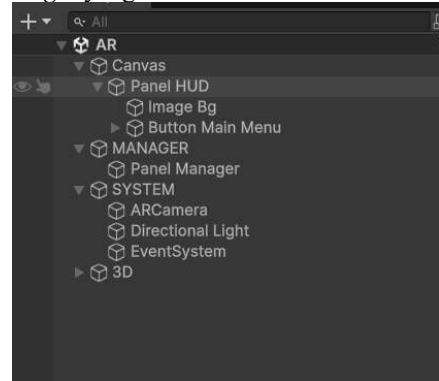 All
AR
Canvas
Panel HUD
Image Bg
Button Main Menu
MANAGER
Panel Manager
SYSTEM
ARCamera
Directional Light
EventSystem
3D